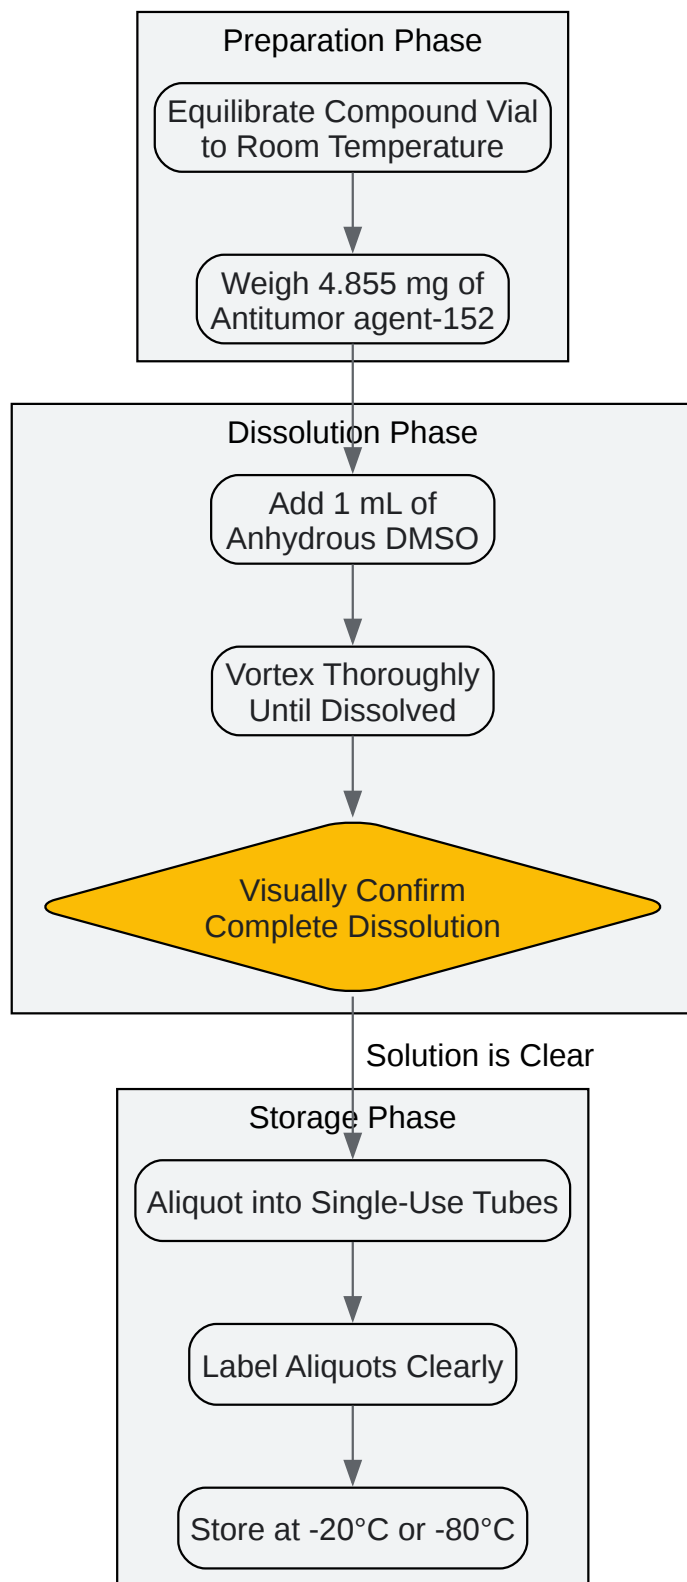 Preparation Phase
Equilibrate Compound Vial
to Room Temperature
Weigh 4.855 mg of
Antitumor agent-152
Dissolution Phase
Add 1 mL of
Anhydrous DMSO
Vortex Thoroughly
Until Dissolved
Visually Confirm
Complete Dissolution
Solution is Clear
Storage Phase
Aliquot into Single-Use Tubes
Label Aliquots Clearly
Store at -20°C or -80°C